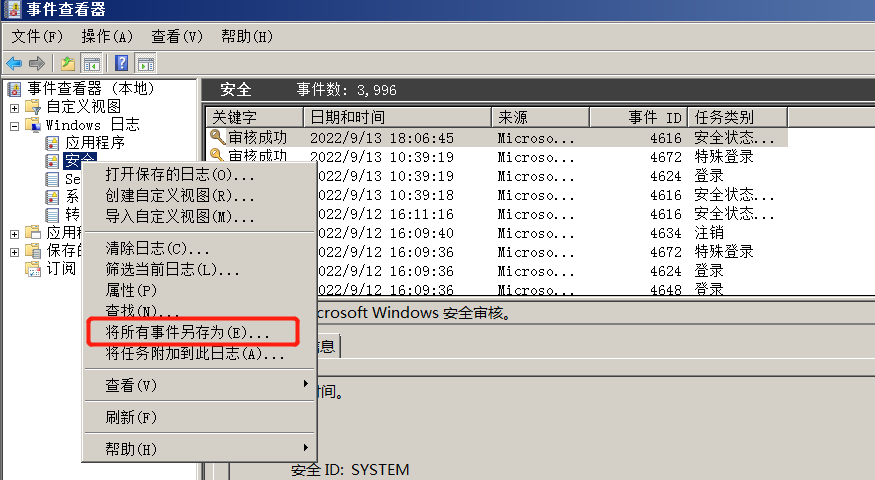 事件查看器
文件(F) 操作(A) 查看(V) 帮助(H)
事件查看器 (本地)
自定义视图
Windows 日志
应用程序
安全
Se
系
转
应用程
保存的
订阅
打开保存的日志(O)...
创建自定义视图(R)...
导入自定义视图(M)...
清除日志(C)...
筛选当前日志(L)...
属性(P)
查找(N)...
将所有事件另存为(E)...
将任务附加到此日志(A)...
查看(V)
刷新(F)
帮助(H)
安全 事件数: 3,996
关键字 日期和时间 来源 事件 ID 任务类别
审核成功 2022/9/13 18:06:45 Microso... 4616 安全状态...
审核成功 2022/9/13 10:39:19 Microso... 4672 特殊登录
2022/9/13 10:39:19 Microso... 4624 登录
2022/9/13 10:39:18 Microso... 4616 安全状态...
2022/9/12 16:11:16 Microso... 4616 安全状态...
2022/9/12 16:09:40 Microso... 4634 注销
2022/9/12 16:09:36 Microso... 4672 特殊登录
2022/9/12 16:09:36 Microso... 4624 登录
2022/9/12 16:09:36 Microso... 4648 登录
icrosoft Windows 安全审核。
信息
时间。
安全 ID: SYSTEM